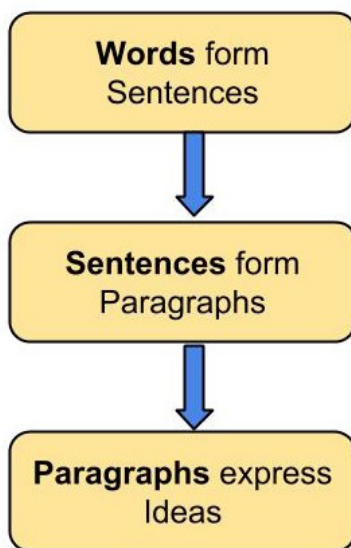 Words form
Sentences
Sentences form
Paragraphs
Paragraphs express
Ideas